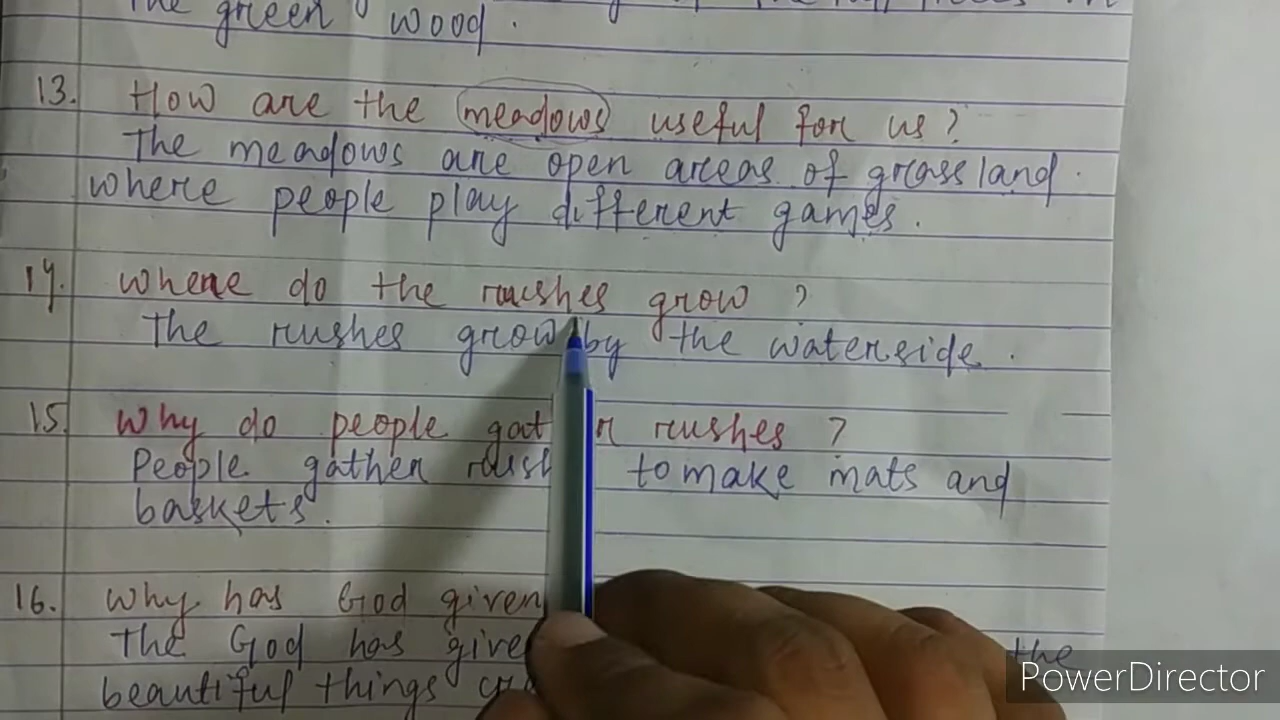 the green wood.
13. How are the meadows useful for us?
The meadows are open areas of grassland.
where people play different games.
14. Where do the rushes grow ?
The rushes grow by the waterside.
15. Why do people gat r rushes ?
People gather rush to make mats and
baskets.
16. Why has God given
The God has give the
beautiful things
PowerDirector